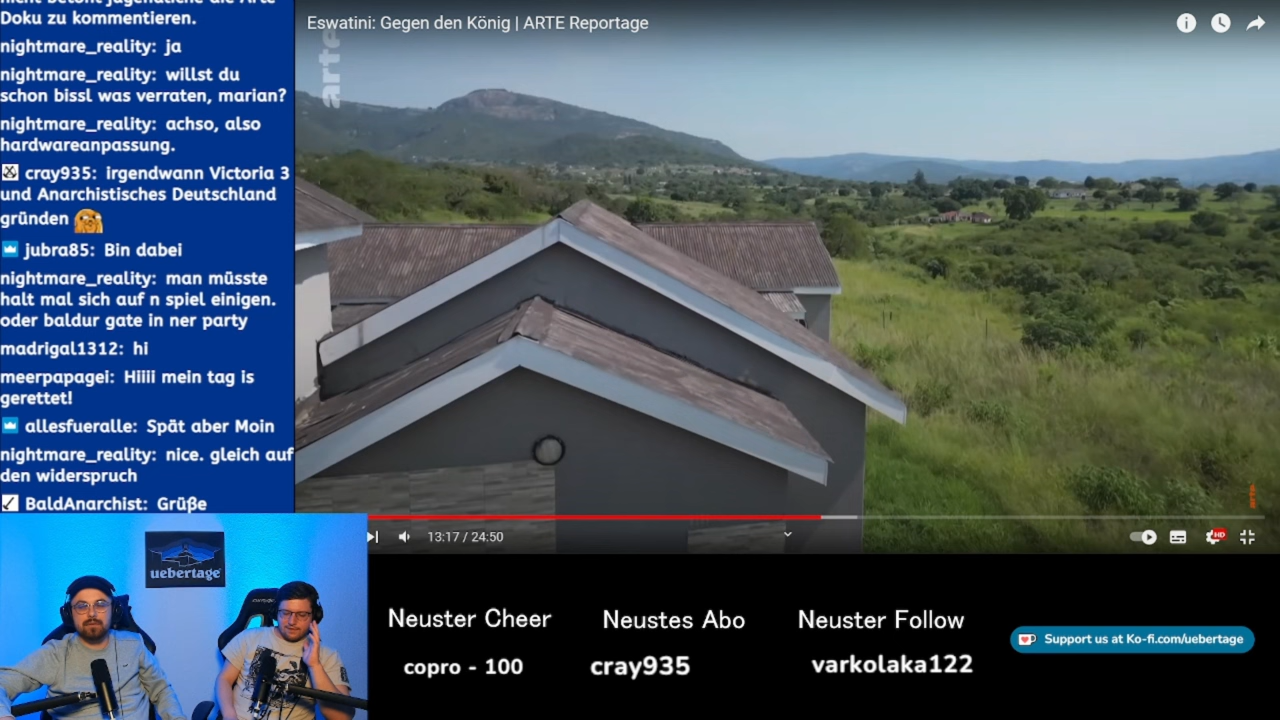 nicht betont jugendliche die Arte
Doku zu kommentieren.
nightmare_reality: ja
nightmare_reality: willst du
schon bissl was verraten, marian?
nightmare_reality: achso, also
hardwareanpassung.
cray935: irgendwann Victoria 3
und Anarchistisches Deutschland
gründen
jubra85: Bin dabei
nightmare_reality: man müsste
halt mal sich auf n spiel einigen.
oder baldur gate in ner party
madrigal1312: hi
meerpapagei: Hiiii mein tag is
gerettet!
allesfueralle: Spät aber Moin
nightmare_reality: nice. gleich auf
den widerspruch
BaldAnarchist: Grüße
Eswatini: Gegen den König | ARTE Reportage
arte
arte
13:17 / 24:50
HD
uebertage
Neuster Cheer
copro - 100
Neustes Abo
cray935
Neuster Follow
varkolaka122
Support us at Ko-fi.com/uebertage